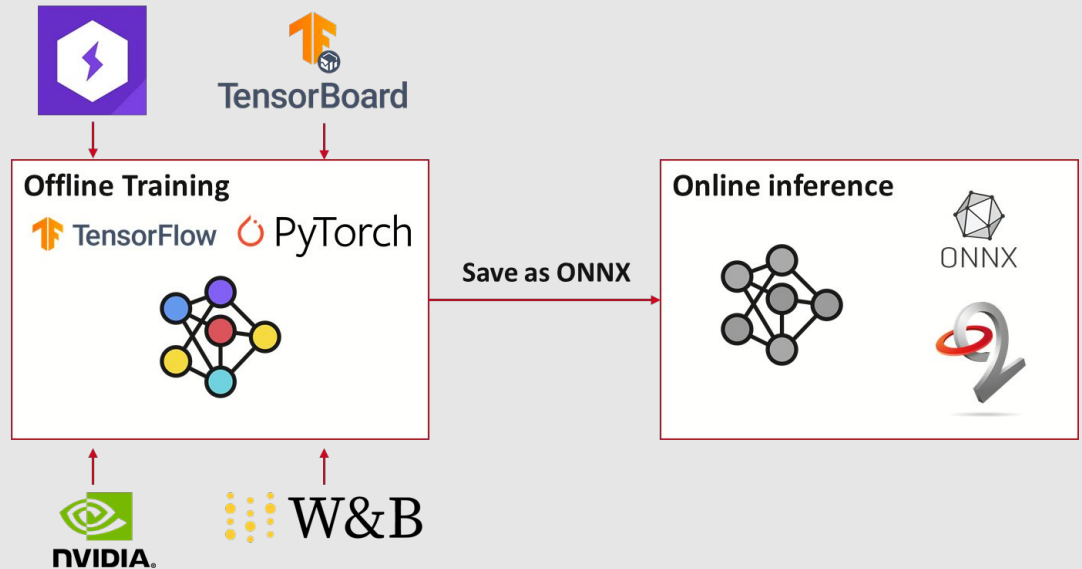 TensorBoard
Offline Training
TensorFlow
PyTorch
Save as ONNX
Online inference
ONNX
NVIDIA.
W&B